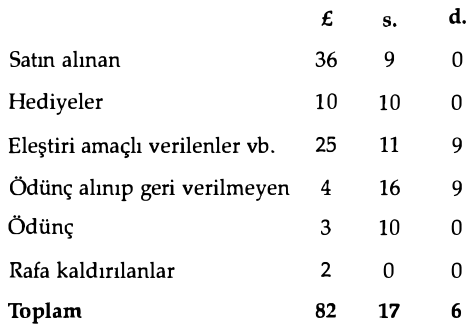 £ s. d.
Satın alınan 36 9 0
Hediyeler 10 10 0
Eleştiri amaçlı verilenler vb. 25 11 9
Ödünç alınıp geri verilmeyen 4 16 9
Ödünç 3 10 0
Rafa kaldırılanlar 2 0 0
Toplam 82 17 6